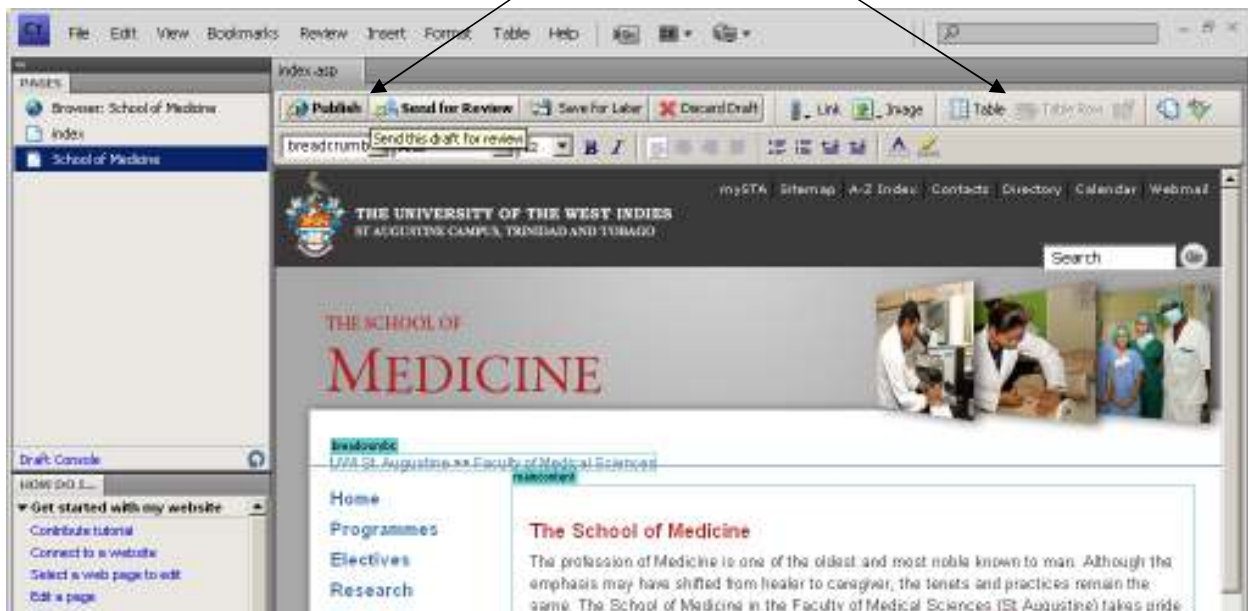 Ct File Edit View Bookmarks Review Insert Format Table Help
PAGES
Browser: School of Medicine
Index
School of Medicine
Draft Console
HOW DO I...
Get started with my website
Contribute tutorial
Connect to a website
Select a web page to edit
Edit a page
index.asp
Publish Send for Review Save for Later Discard Draft Link Image Table Table Row
breadcrumb 12 B I
Send this draft for review
mySTA Sitemap A-Z Index Contacts Directory Calendar Webmail
THE UNIVERSITY OF THE WEST INDIES
ST AUGUSTINE CAMPUS, TRINIDAD AND TOBAGO
Search Go
THE SCHOOL OF
MEDICINE
breadcrumbs
UWI St. Augustine >> Faculty of Medical Sciences
maincontent
Home
Programmes
Electives
Research
The School of Medicine
The profession of Medicine is one of the oldest and most noble known to man. Although the
emphasis may have shifted from healer to caregiver, the tenets and practices remain the
same. The School of Medicine in the Faculty of Medical Sciences (St Augustine) takes pride